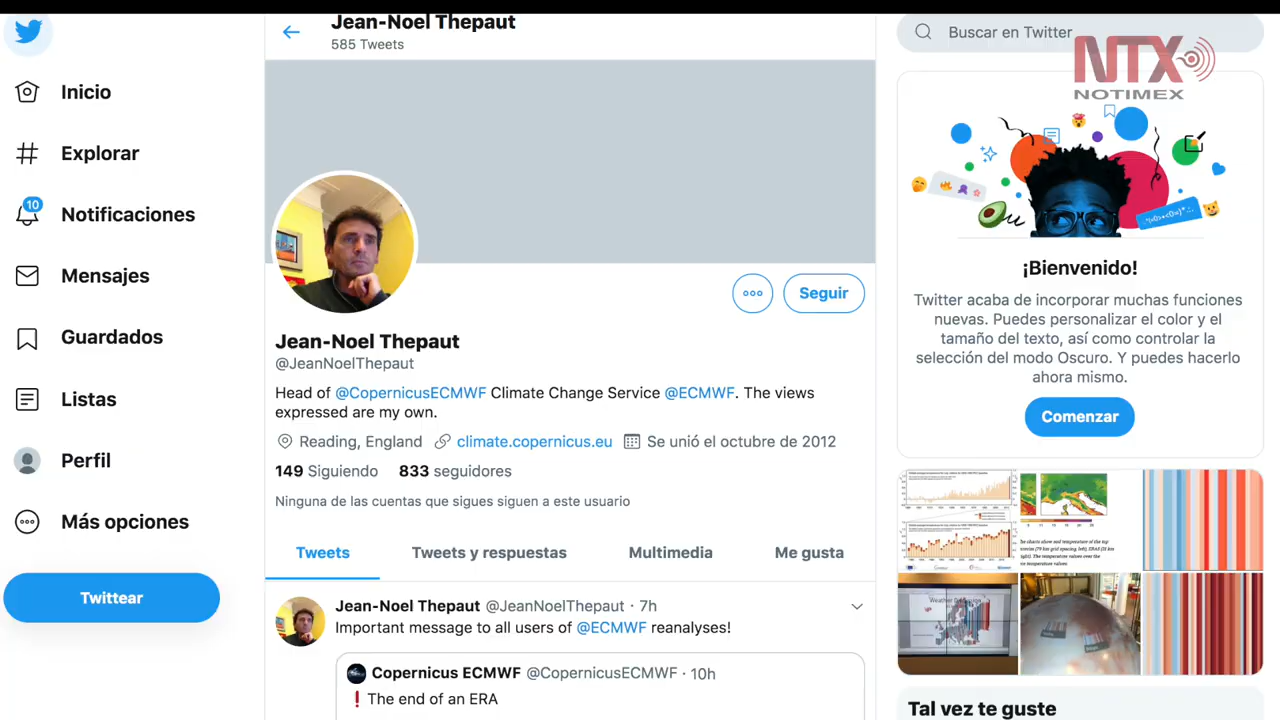 Jean-Noel Thepaut
585 Tweets
Buscar en Twitter
NTX
NOTIMEX
Inicio
Explorar
10
Notificaciones
Mensajes
Guardados
Listas
Perfil
Más opciones
Twittear
Seguir
Jean-Noel Thepaut
@JeanNoelThepaut
Head of @CopernicusECMWF Climate Change Service @ECMWF. The views
expressed are my own.
Reading, England climate.copernicus.eu Se unió el octubre de 2012
149 Siguiendo 833 seguidores
Ninguna de las cuentas que sigues siguen a este usuario
Tweets Tweets y respuestas Multimedia Me gusta
Jean-Noel Thepaut @JeanNoelThepaut · 7h
Important message to all users of @ECMWF reanalyses!
Copernicus ECMWF @CopernicusECMWF · 10h
❗The end of an ERA
¡Bienvenido!
Twitter acaba de incorporar muchas funciones
nuevas. Puedes personalizar el color y el
tamaño del texto, así como controlar la
selección del modo Oscuro. Y puedes hacerlo
ahora mismo.
Comenzar
Tal vez te guste